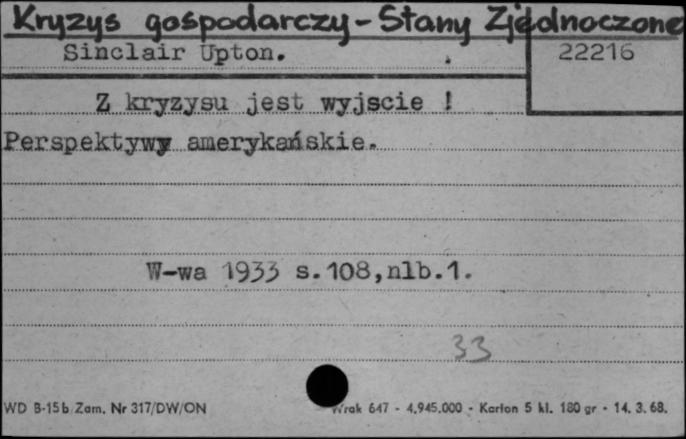 Kryzys gospodarczy - Stany Zjednoczone
Sinclair Upton.
22216
Z kryzysu jest wyjscie !
Perspektywy amerykańskie.
W-wa 1933 s.108,nlb.1.
33
WD B-15b Zam. Nr 317/DW/ON
647 - 4.945.000 - Karton 5 kl. 180 gr - 14. 3. 68.